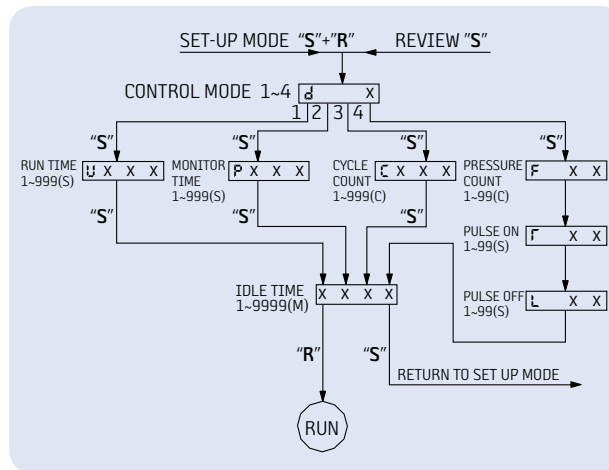 SET-UP MODE “S”+”R” REVIEW ”S”
CONTROL MODE 1~4 d X
1 2 3 4
“S” “S” “S” “S”
RUN TIME
1~999(S)
U X X X
MONITOR
TIME
1~999(S)
P X X X
CYCLE
COUNT
1~999(C)
C X X X
PRESSURE
COUNT
1~99(C)
F X X
“S” “S” “S”
PULSE ON
1~99(S)
Γ X X
IDLE TIME
1~9999(M)
X X X X
PULSE OFF
1~99(S)
L X X
“R” “S”
RETURN TO SET UP MODE
RUN